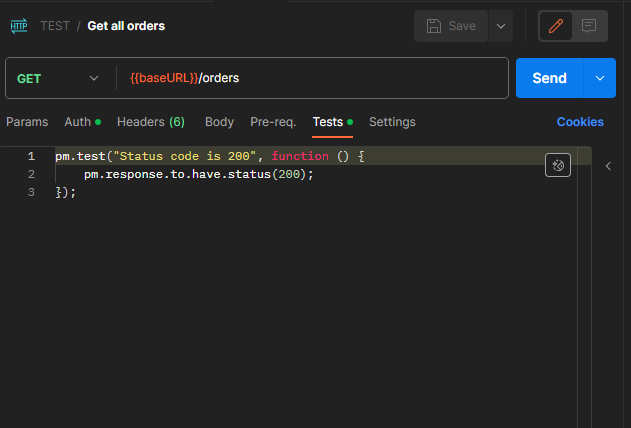 HTTP TEST / Get all orders Save
GET {{baseURL}}/orders Send
Params Auth Headers (6) Body Pre-req. Tests Settings Cookies
1 pm.test("Status code is 200", function () {
2 pm.response.to.have.status(200);
3 });